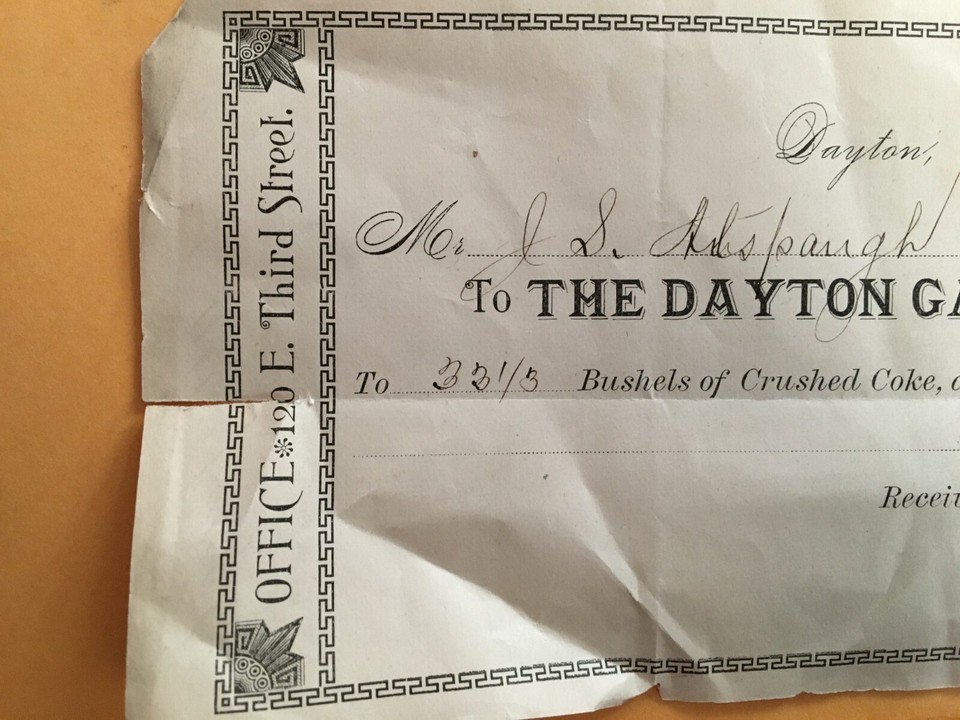 OFFICE 120 E. Third Street.
Dayton,
Mr. J. S.
To THE DAYTON GA
To 33 1/3 Bushels of Crushed Coke,
Receiv